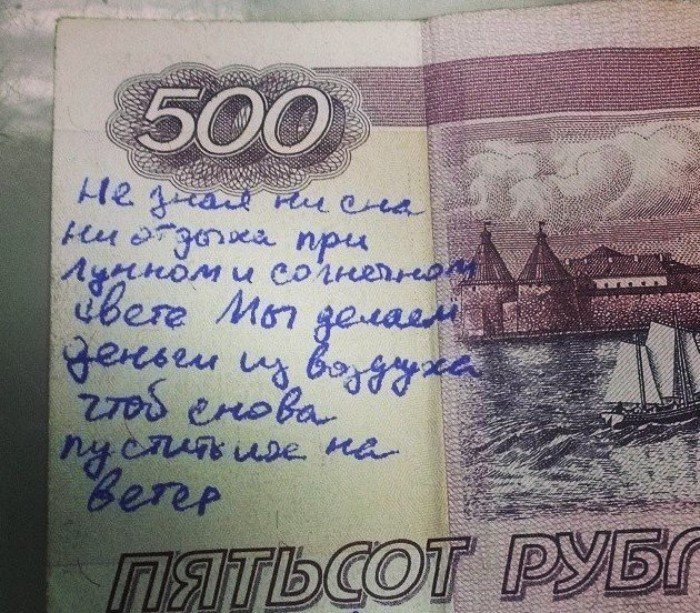 500
Не зная ни сна
ни отдыха при
лунном и солнечном
свете Мы делаем
деньги из воздуха
чтоб снова
пустить их на
ветер
ПЯТЬСОТ РУБЛ